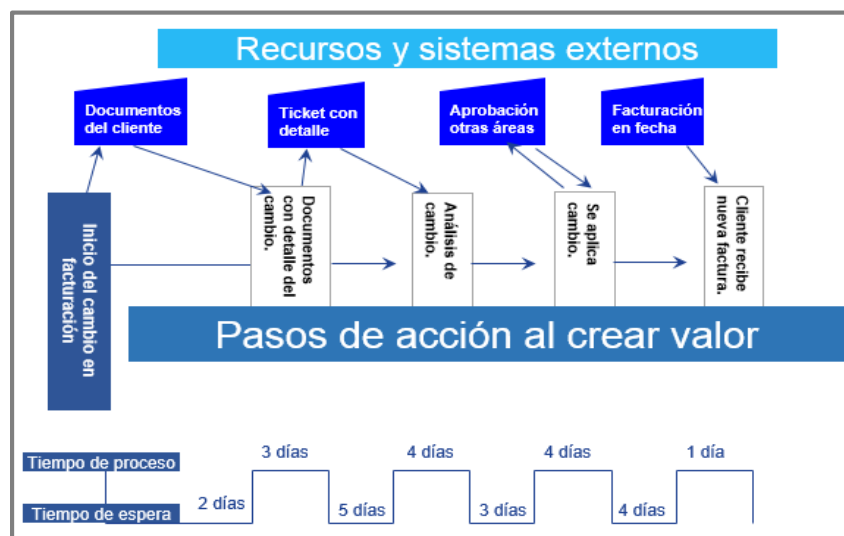 Recursos y sistemas externos
Documentos
del cliente
Ticket con
detalle
Aprobación
otras áreas
Facturación
en fecha
Inicio del cambio en
facturación
Documentos
con detalle del
cambio.
Análisis de
cambio.
Se aplica
cambio.
Cliente recibe
nueva factura.
Pasos de acción al crear valor
Tiempo de proceso
3 días
4 días
4 días
1 día
Tiempo de espera
2 días
5 días
3 días
4 días